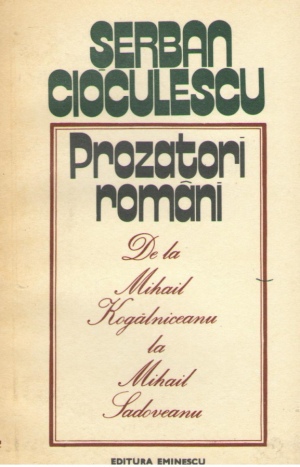 SERBAN
CIOCULESCU
Prozatori
români
De la
Mihail
Kogălniceanu
la
Mihail
Sadoveanu
EDITURA EMINESCU